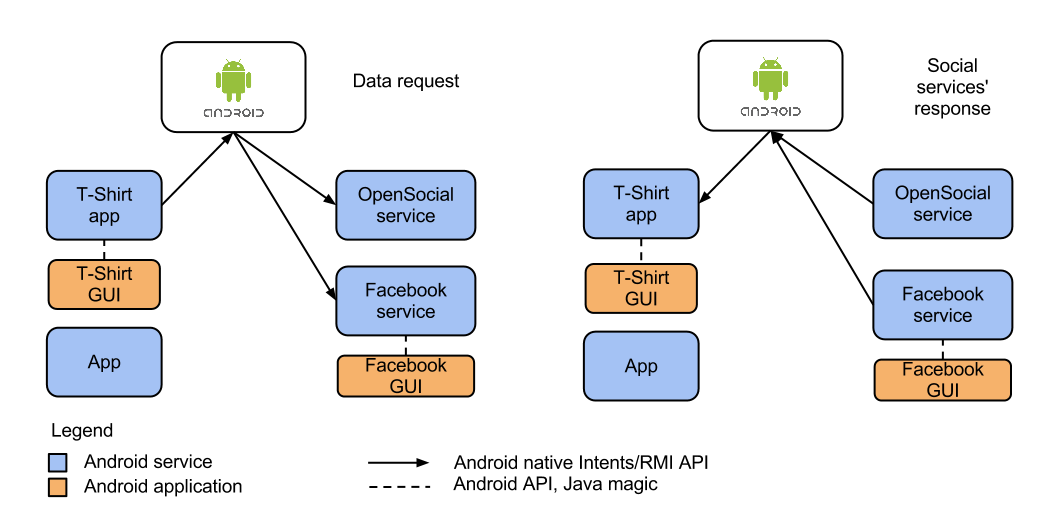 ANDROID
Data request
T-Shirt
app
OpenSocial
service
T-Shirt
GUI
Facebook
service
App
Facebook
GUI
ANDROID
Social
services'
response
T-Shirt
app
OpenSocial
service
T-Shirt
GUI
Facebook
service
App
Facebook
GUI
Legend
Android service
Android application
Android native Intents/RMI API
Android API, Java magic